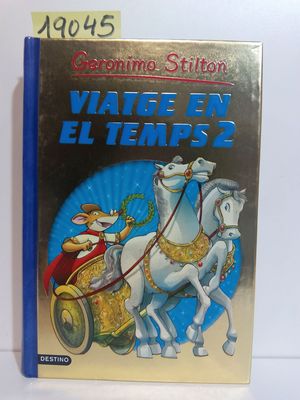 19045
Geronimo Stilton
VIATGE EN
EL TEMPS 2
DESTINO